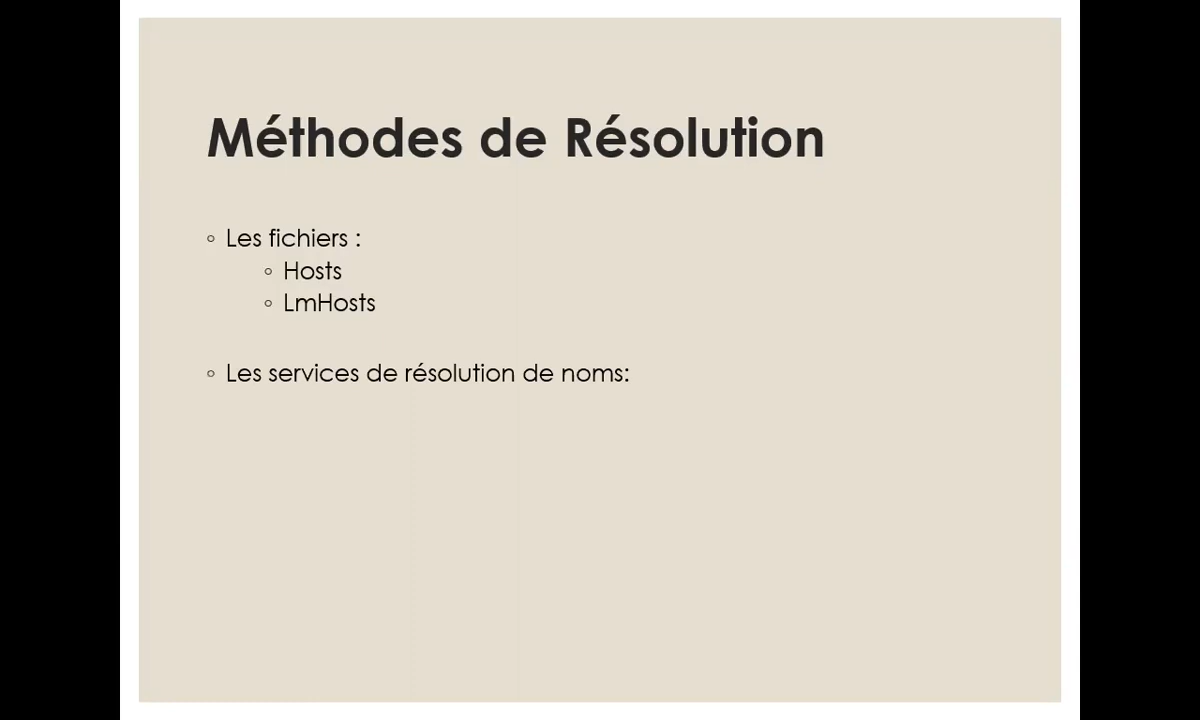 Méthodes de Résolution
◦ Les fichiers :
◦ Hosts
◦ LmHosts
◦ Les services de résolution de noms: